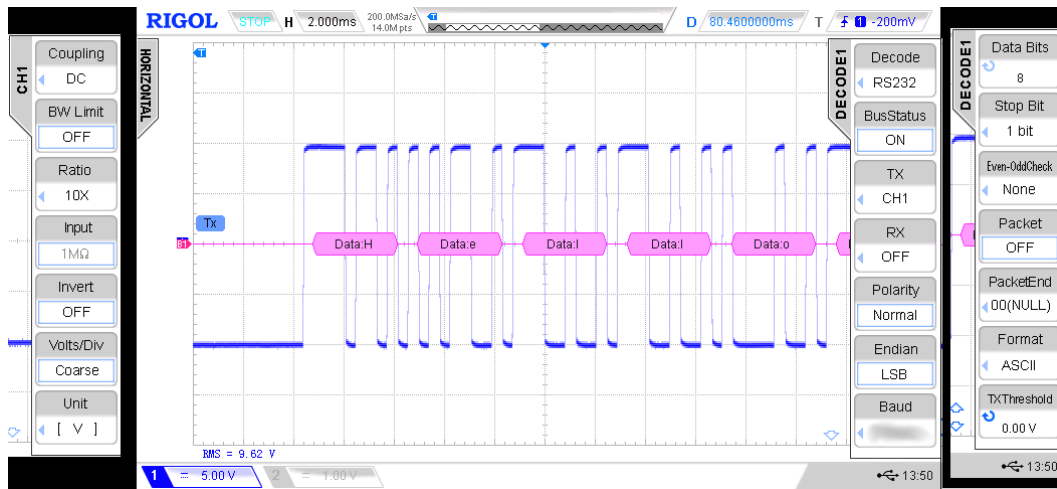 RIGOL STOP H 2.000ms 200.0MSa/s 14.0M pts D 80.4600000ms T 1 -200mV
CH1
Coupling
DC
BW Limit
OFF
Ratio
10X
Input
1MΩ
Invert
OFF
Volts/Div
Coarse
Unit
[ V ]
HORIZONTAL
T
Tx
B1
Data:H Data:e Data:l Data:l Data:o
RMS = 9.62 V
1 = 5.00 V 2 = 1.00 V
DECODE1
Decode
RS232
BusStatus
ON
TX
CH1
RX
OFF
Polarity
Normal
Endian
LSB
Baud
13:50
DECODE1
Data Bits
8
Stop Bit
1 bit
Even-OddCheck
None
Packet
OFF
PacketEnd
00(NULL)
Format
ASCII
TXThreshold
0.00 V
13:50